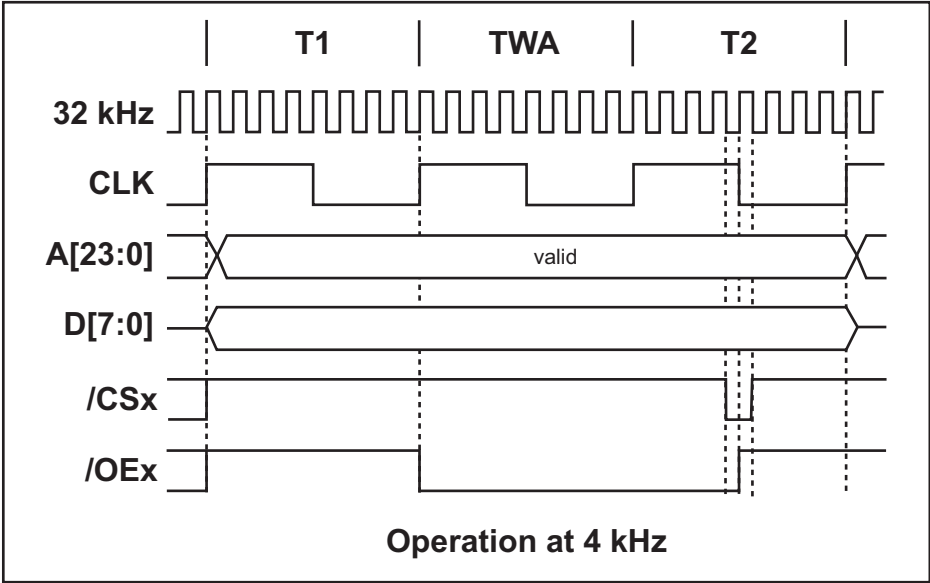 T1 TWA T2
32 kHz
CLK
A[23:0] valid
D[7:0]
/CSx
/OEx
Operation at 4 kHz